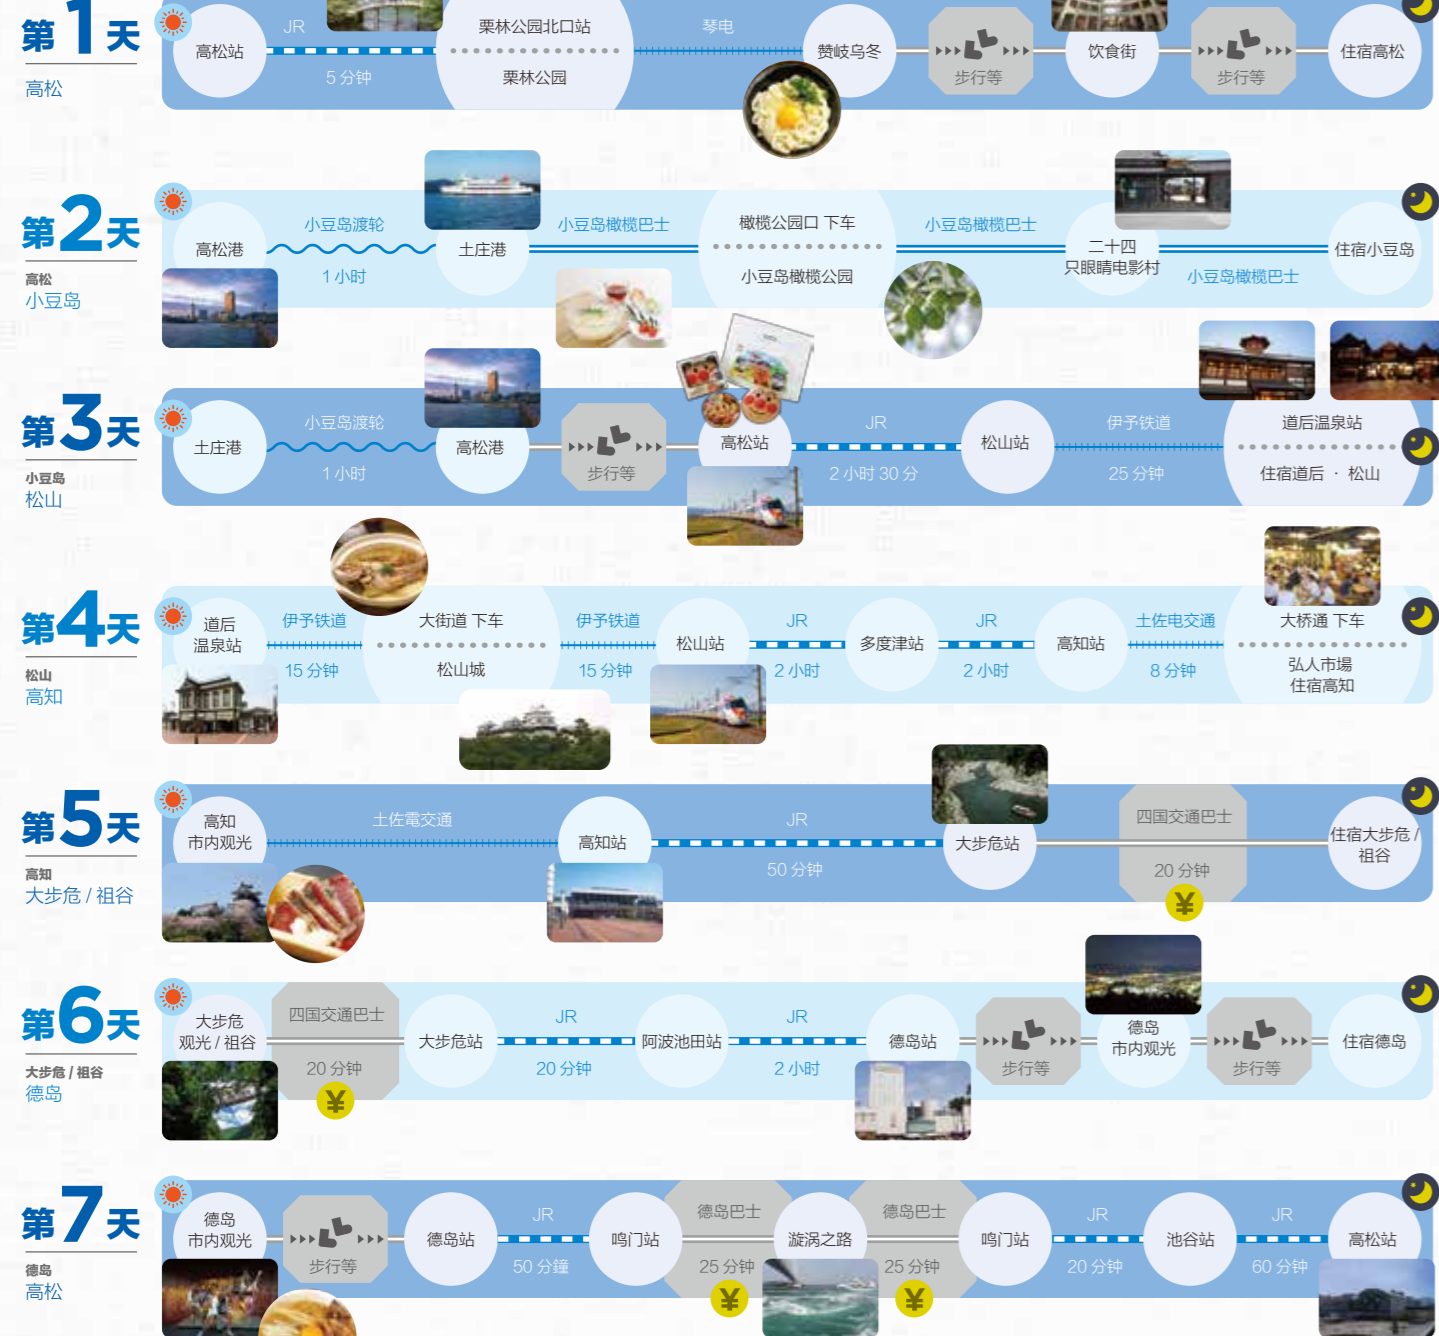 第1天
高松
高松站
JR
5 分钟
栗林公园北口站
栗林公园
琴电
赞岐乌冬
步行等
饮食街
步行等
住宿高松
第2天
高松
小豆岛
高松港
小豆岛渡轮
1 小时
土庄港
小豆岛橄榄巴士
橄榄公园口 下车
小豆岛橄榄公园
小豆岛橄榄巴士
二十四
只眼睛电影村
小豆岛橄榄巴士
住宿小豆岛
第3天
小豆岛
松山
土庄港
小豆岛渡轮
1 小时
高松港
步行等
高松站
JR
2 小时 30 分
松山站
伊予铁道
25 分钟
道后温泉站
住宿道后 · 松山
第4天
松山
高知
道后
温泉站
伊予铁道
15 分钟
大街道 下车
松山城
伊予铁道
15 分钟
松山站
JR
2 小时
多度津站
JR
2 小时
高知站
土佐电交通
8 分钟
大桥通 下车
弘人市場
住宿高知
第5天
高知
大步危 / 祖谷
高知
市内观光
土佐電交通
高知站
JR
50 分钟
大步危站
四国交通巴士
20 分钟
¥
住宿大步危 /
祖谷
第6天
大步危 / 祖谷
德岛
大步危
观光 / 祖谷
四国交通巴士
20 分钟
¥
大步危站
JR
20 分钟
阿波池田站
JR
2 小时
德岛站
步行等
德岛
市内观光
步行等
住宿德岛
第7天
德岛
高松
德岛
市内观光
步行等
德岛站
JR
50 分鐘
鸣门站
德岛巴士
25 分钟
¥
漩涡之路
德岛巴士
25 分钟
¥
鸣门站
JR
20 分钟
池谷站
JR
60 分钟
高松站